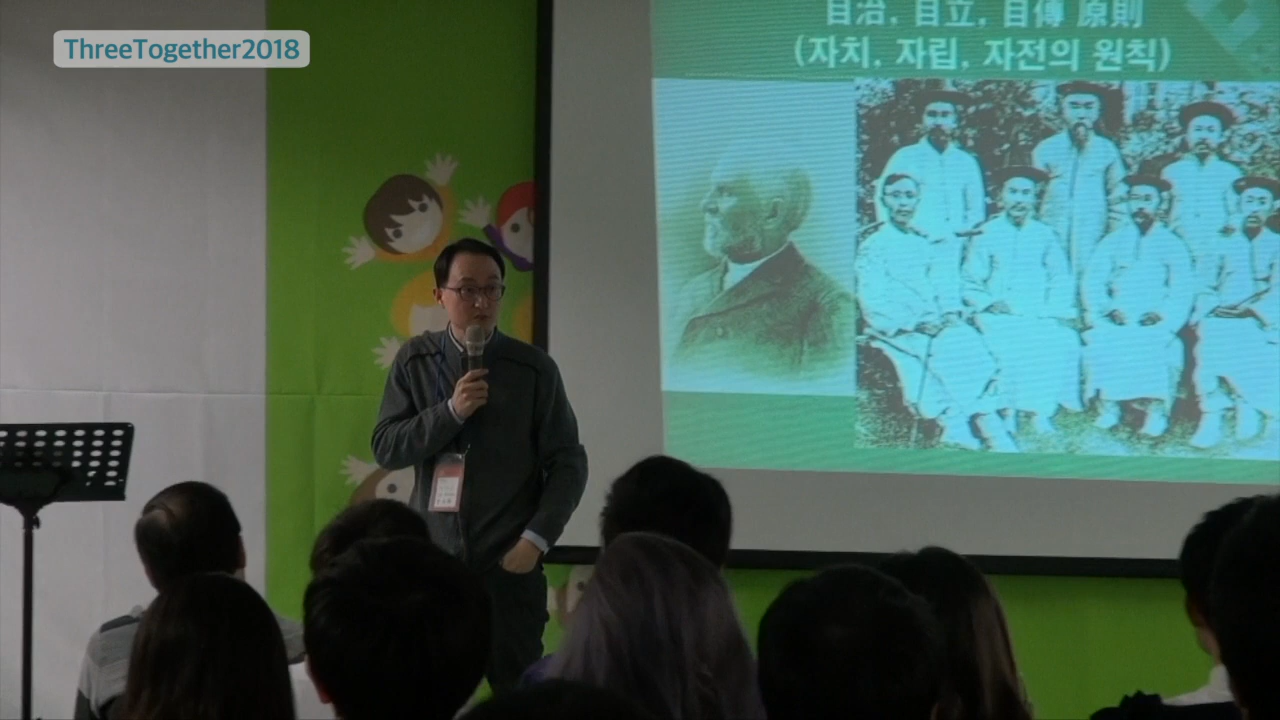 ThreeTogether2018
自治, 自立, 自傳 原則
(자치, 자립, 자전의 원칙)